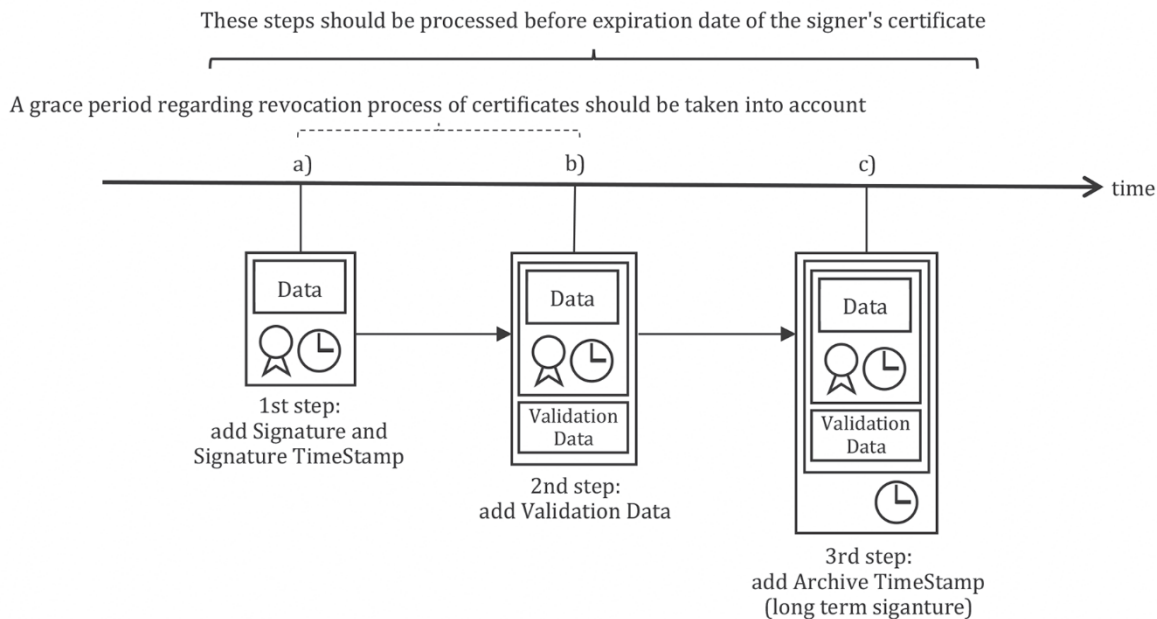 These steps should be processed before expiration date of the signer's certificate
A grace period regarding revocation process of certificates should be taken into account
a)
b)
c)
time
Data
1st step:
add Signature and
Signature TimeStamp
Data
Validation
Data
2nd step:
add Validation Data
Data
Validation
Data
3rd step:
add Archive TimeStamp
(long term siganture)